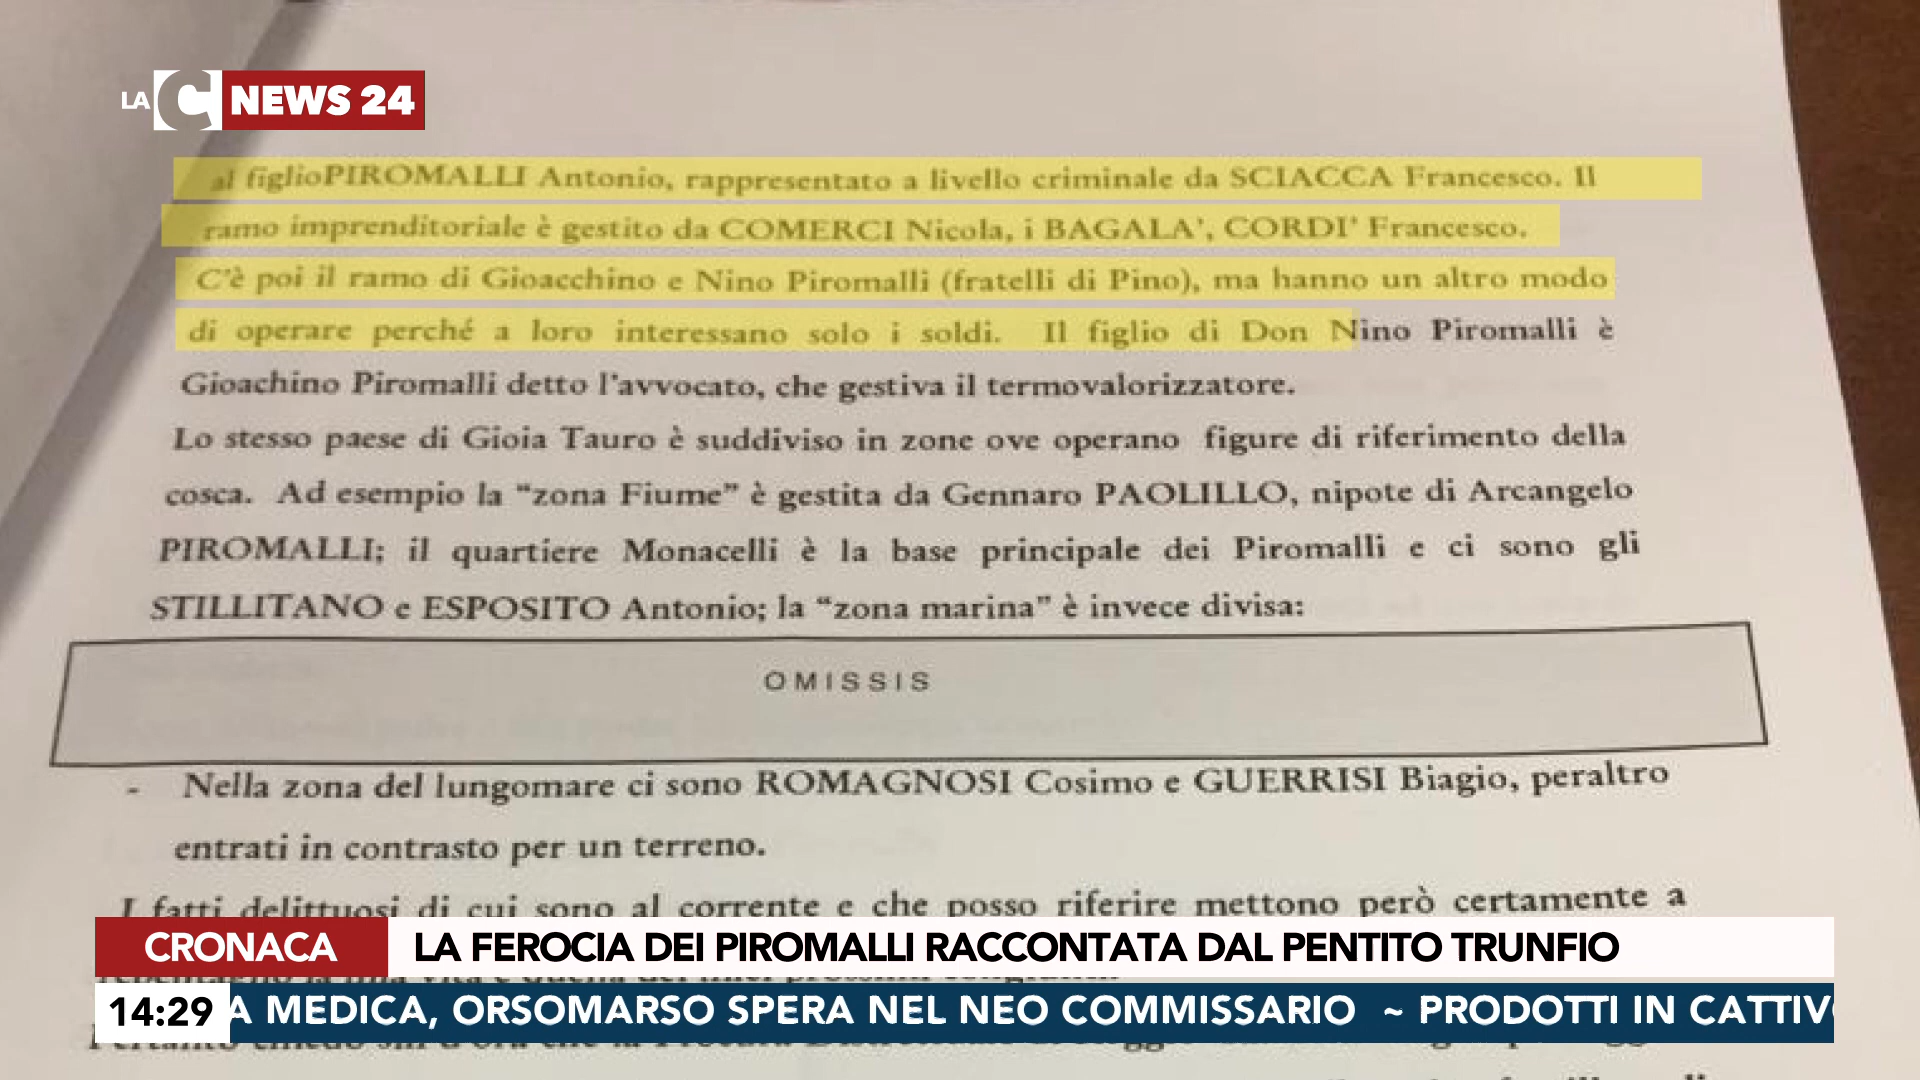 LA C NEWS 24
al figlioPIROMALLI Antonio, rappresentato a livello criminale da SCIACCA Francesco. Il
ramo imprenditoriale è gestito da COMERCI Nicola, i BAGALA', CORDI' Francesco.
C'è poi il ramo di Gioacchino e Nino Piromalli (fratelli di Pino), ma hanno un altro modo
di operare perché a loro interessano solo i soldi. Il figlio di Don Nino Piromalli è
Gioachino Piromalli detto l'avvocato, che gestiva il termovalorizzatore.
Lo stesso paese di Gioia Tauro è suddiviso in zone ove operano figure di riferimento della
cosca. Ad esempio la “zona Fiume” è gestita da Gennaro PAOLILLO, nipote di Arcangelo
PIROMALLI; il quartiere Monacelli è la base principale dei Piromalli e ci sono gli
STILLITANO e ESPOSITO Antonio; la “zona marina” è invece divisa:
OMISSIS
- Nella zona del lungomare ci sono ROMAGNOSI Cosimo e GUERRISI Biagio, peraltro
entrati in contrasto per un terreno.
I fatti delittuosi di cui sono al corrente e che posso riferire mettono però certamente a
CRONACA LA FEROCIA DEI PIROMALLI RACCONTATA DAL PENTITO TRUNFIO
14:29 A MEDICA, ORSOMARSO SPERA NEL NEO COMMISSARIO ~ PRODOTTI IN CATTIV